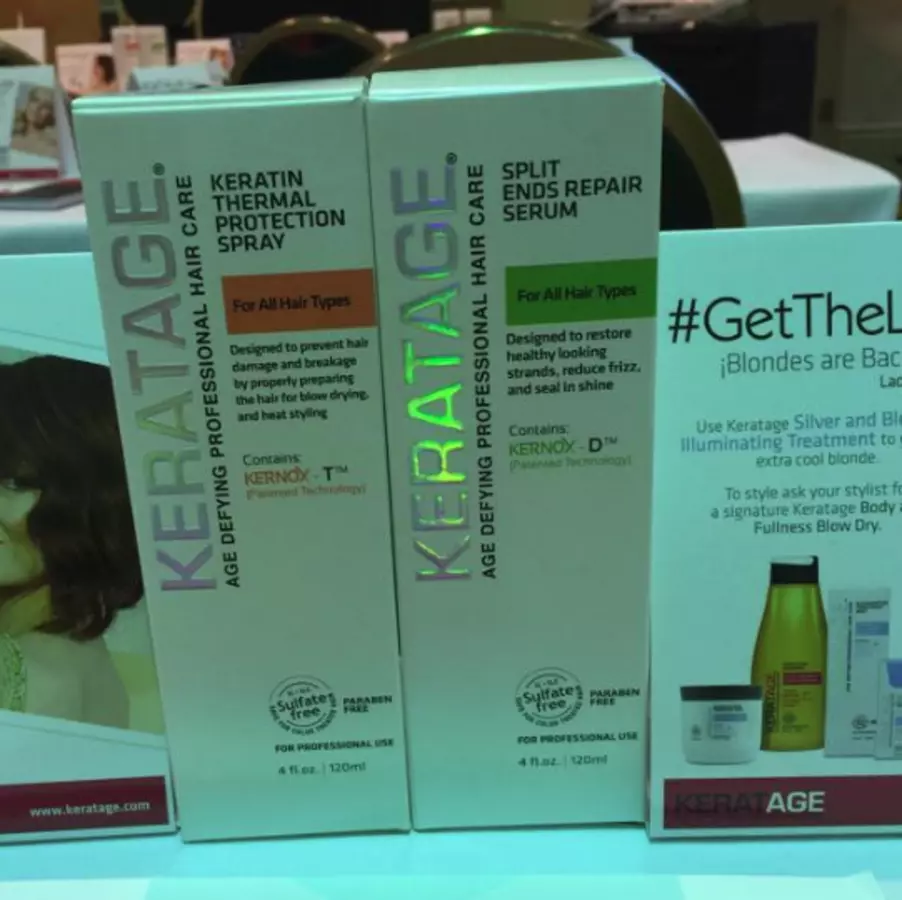 KERATAGE®
AGE DEFYING PROFESSIONAL HAIR CARE
KERATIN
THERMAL
PROTECTION
SPRAY
For All Hair Types
Designed to prevent hair
damage and breakage
by properly preparing
the hair for blow drying,
and heat styling
Contains:
KERNOX - T™
(Patented Technology)
Sulfate
free
PARABEN
FREE
FOR PROFESSIONAL USE
4 fl.oz. | 120ml
KERATAGE®
AGE DEFYING PROFESSIONAL HAIR CARE
SPLIT
ENDS REPAIR
SERUM
For All Hair Types
Designed to restore
healthy looking
strands, reduce frizz,
and seal in shine
Contains:
KERNOX - D™
(Patented Technology)
Sulfate
free
PARABEN
FREE
FOR PROFESSIONAL USE
4 fl.oz. | 120ml
www.keratage.com
#GetTheL
¡Blondes are Bac
Use Keratage Silver and Bl
Illuminating Treatment to
extra cool blonde.
To style ask your stylist fo
a signature Keratage Body
Fullness Blow Dry.
KERATAGE
KERATAGE